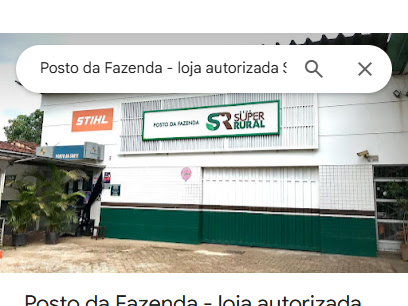 Posto da Fazenda - loja autorizada S
STIHL
POSTO DA FAZENDA
SR
SUPER
RURAL
Posto da Fazenda - loja autorizada